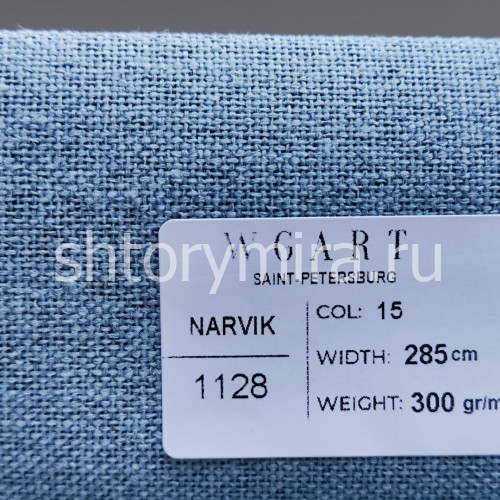 WGART
shtorymira.ru
SAINT-PETERSBURG
NARVIK
1128
COL: 15
WIDTH: 285 cm
WEIGHT: 300 gr/m